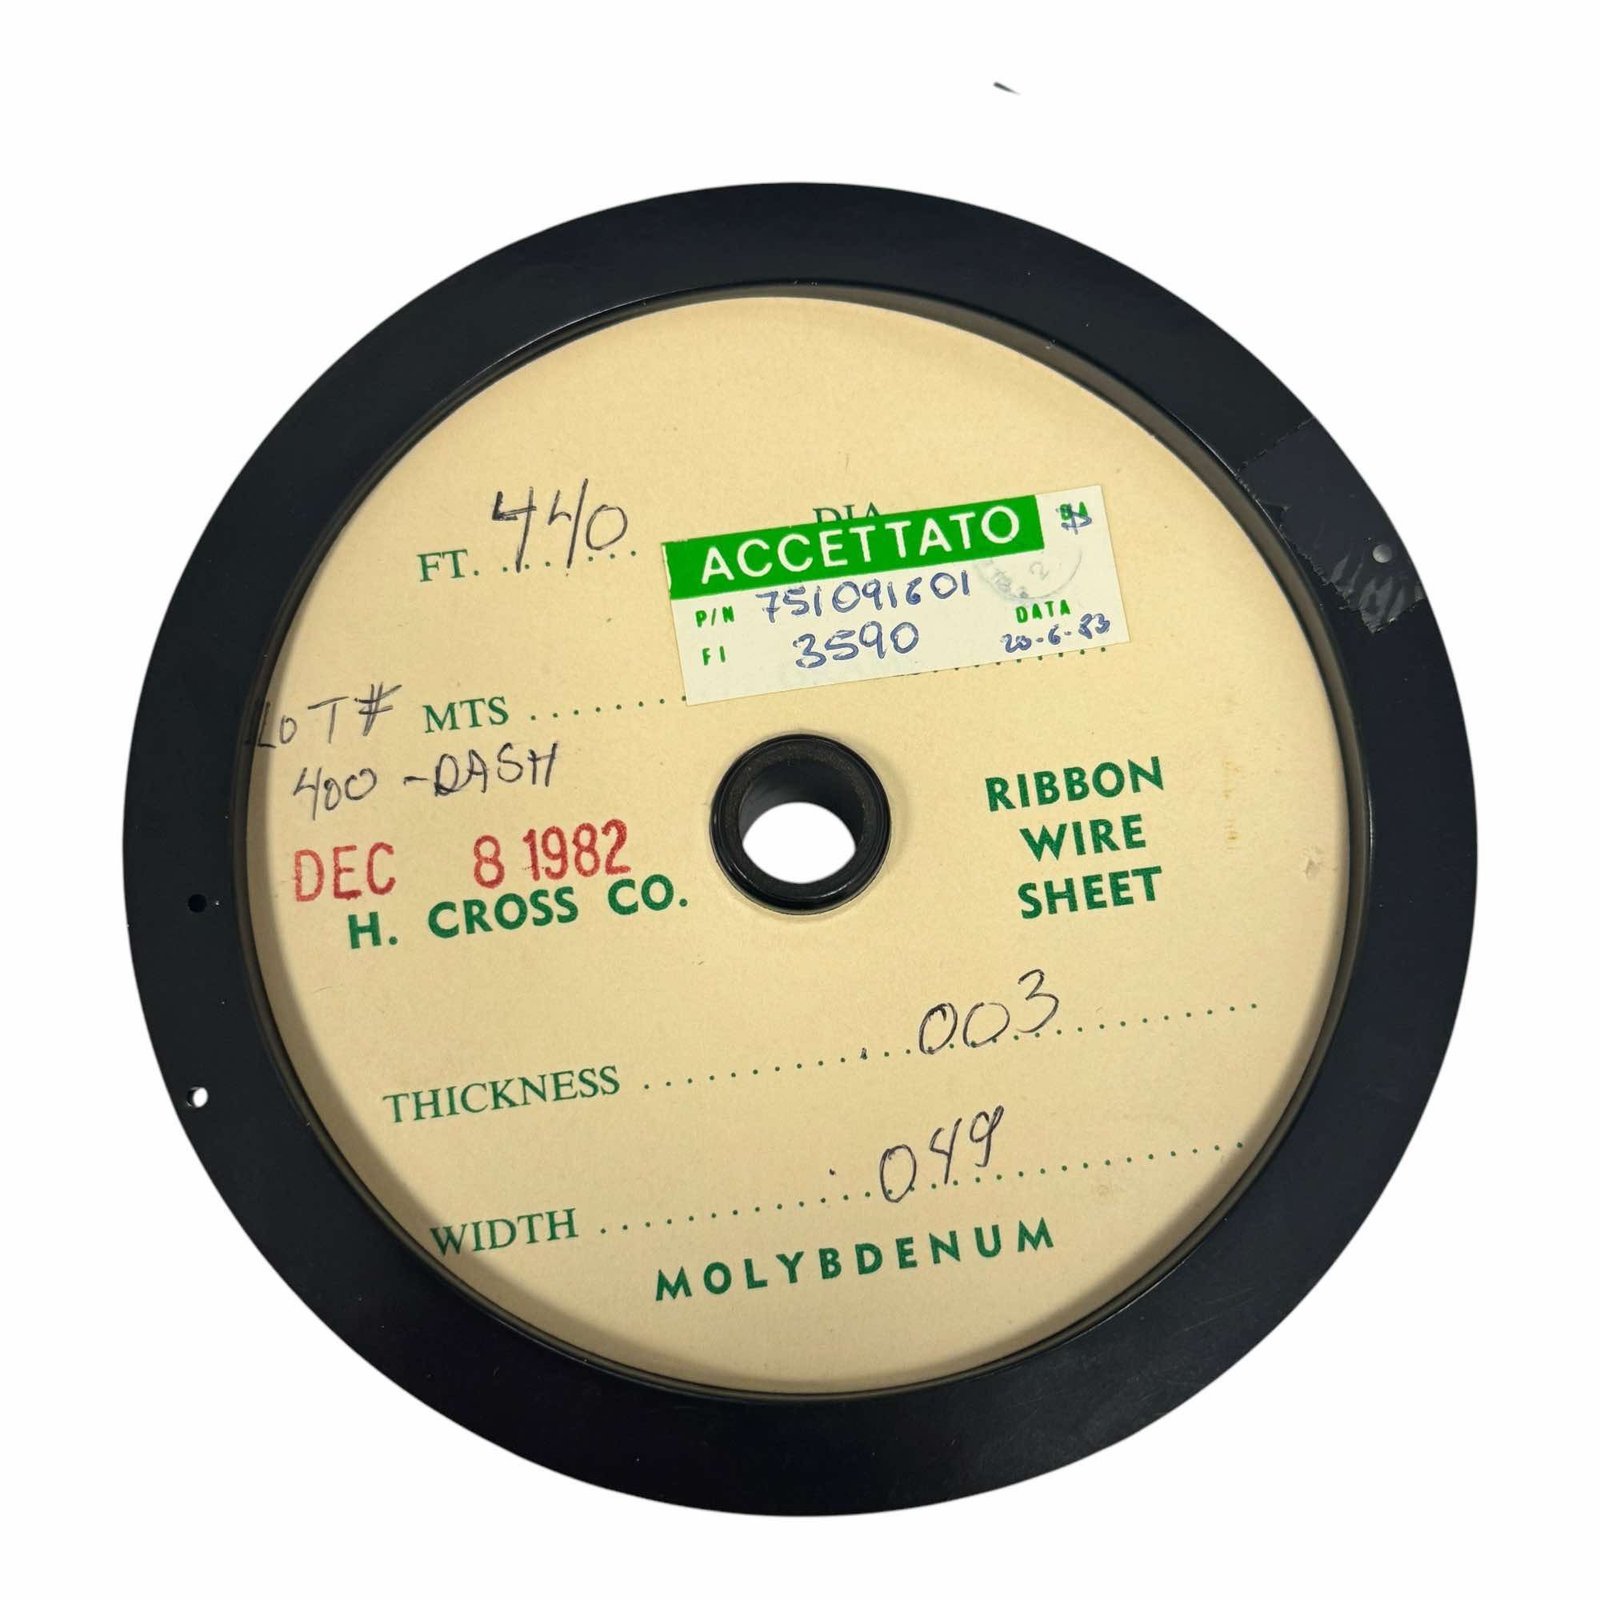 FT. 440
DIA
ACCETTATO
P/N 751091601
DATA
FI 3590
20-6-83
LOT# MTS
400-DASH
DEC 8 1982
H. CROSS CO.
RIBBON
WIRE
SHEET
THICKNESS .003
WIDTH .049
MOLYBDENUM